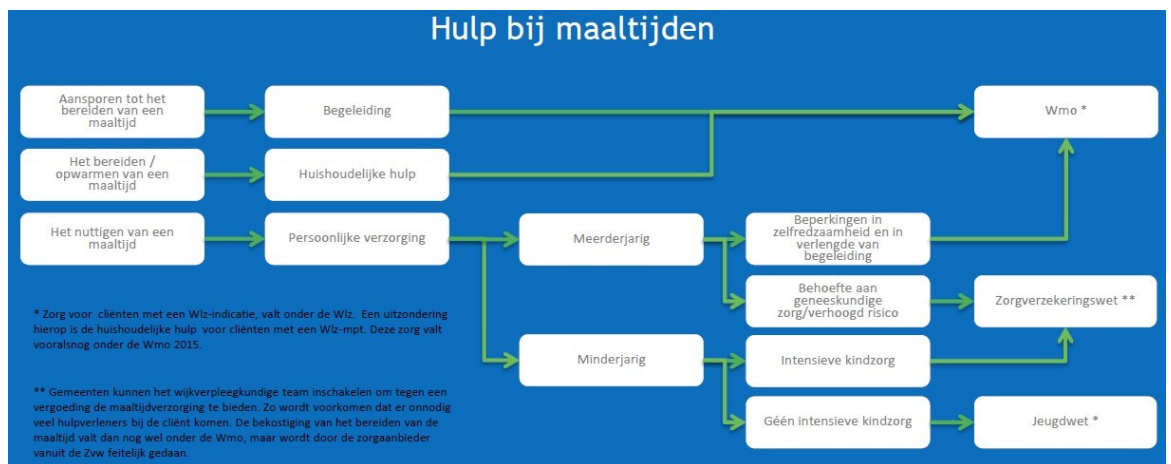 Hulp bij maaltijden
Aansporen tot het
bereiden van een
maaltijd
Begeleiding
Wmo *
Het bereiden /
opwarmen van een
maaltijd
Huishoudelijke hulp
Het nuttigen van een
maaltijd
Persoonlijke verzorging
Meerderjarig
Beperkingen in
zelfredzaamheid en in
verlengde van
begeleiding
Behoefte aan
geneeskundige
zorg/verhoogd risico
Zorgverzekeringswet **
Minderjarig
Intensieve kindzorg
Géén intensieve kindzorg
Jeugdwet *
* Zorg voor cliënten met een Wlz-indicatie, valt onder de Wlz. Een uitzondering
hierop is de huishoudelijke hulp voor cliënten met een Wlz-mpt. Deze zorg valt
vooralsnog onder de Wmo 2015.
** Gemeenten kunnen het wijkverpleegkundige team inschakelen om tegen een
vergoeding de maaltijdverzorging te bieden. Zo wordt voorkomen dat er onnodig
veel hulpverleners bij de cliënt komen. De bekostiging van het bereiden van de
maaltijd valt dan nog wel onder de Wmo, maar wordt door de zorgaanbieder
vanuit de Zvw feitelijk gedaan.